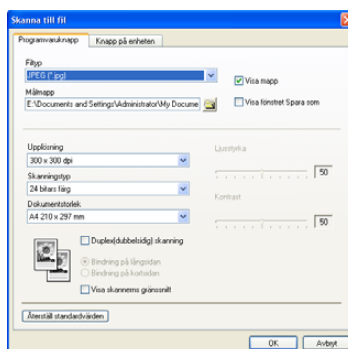 Skanna till fil
Programvaruknapp
Knapp på enheten
Filtyp
JPEG (*.jpg)
Visa mapp
Målmapp
E:\Documents and Settings\Administrator\My Docume
Visa fönstret Spara som
Upplösning
300 x 300 dpi
Ljusstyrka
50
Skanningstyp
24 bitars färg
Kontrast
Dokumentstorlek
A4 210 x 297 mm
50
Duplex(dubbelsidig) skanning
Bindning på långsidan
Bindning på kortsidan
Visa skannerns gränssnitt
Återställ standardvärden
OK
Avbryt